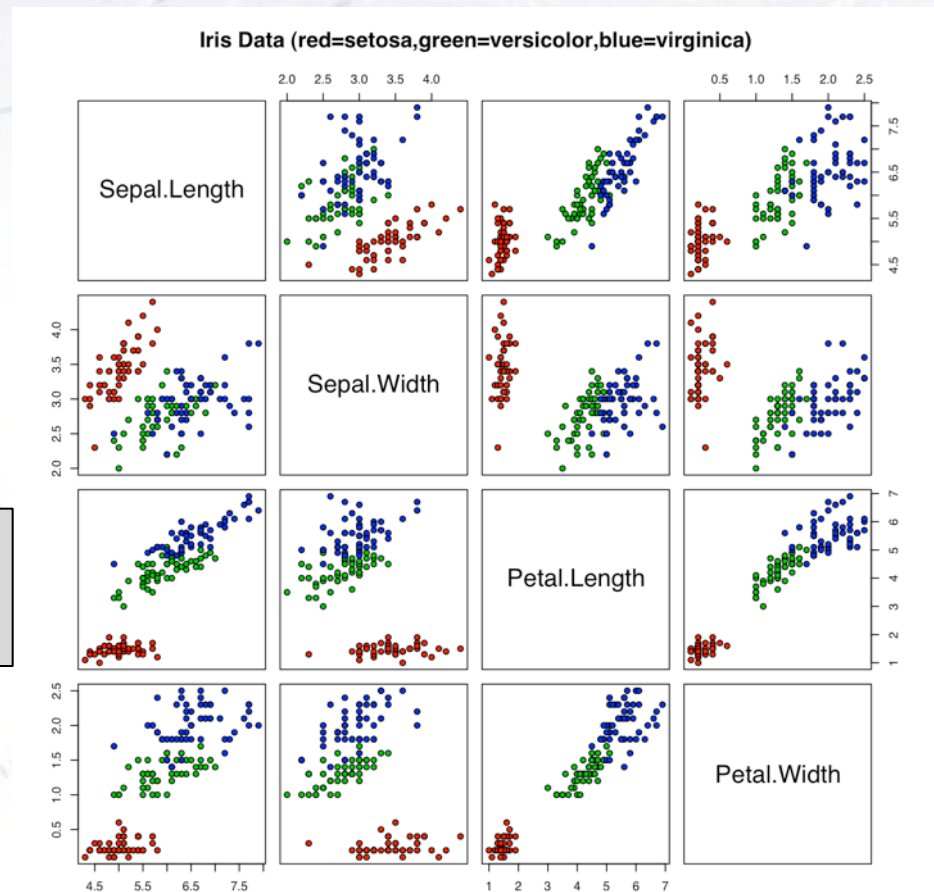 Iris Data (red=setosa,green=versicolor,blue=virginica)
2.0 2.5 3.0 3.5 4.0
0.5 1.0 1.5 2.0 2.5
Sepal.Length
4.5 5.5 6.5 7.5
2.0 2.5 3.0 3.5 4.0
Sepal.Width
Petal.Length
1 2 3 4 5 6 7
0.5 1.0 1.5 2.0 2.5
Petal.Width
4.5 5.5 6.5 7.5
1 2 3 4 5 6 7